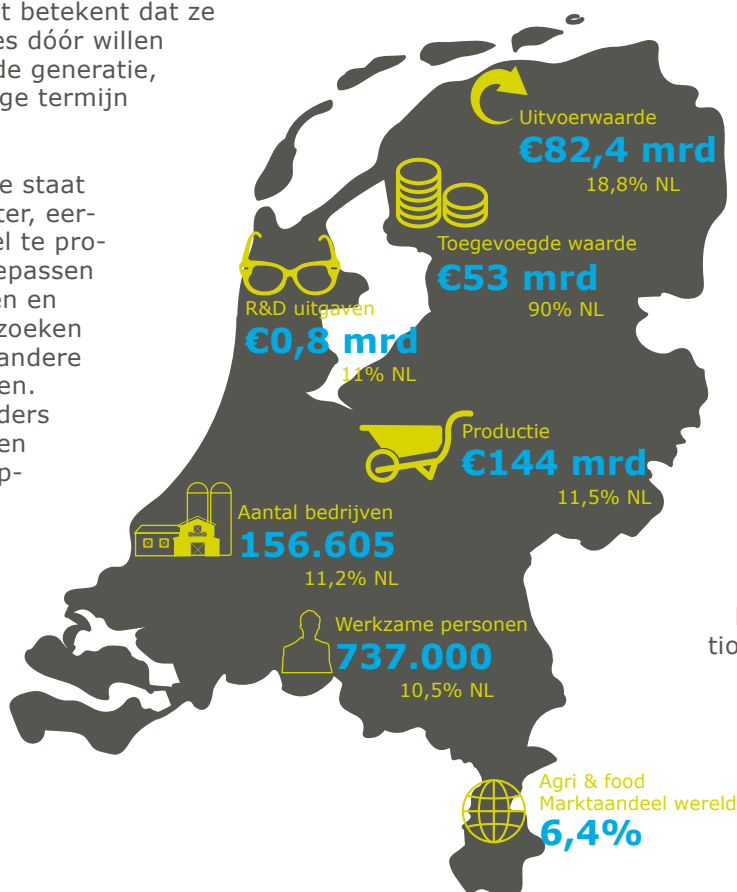 t betekent dat ze
es dóór willen
de generatie,
ge termijn
e staat
ter, eer-
el te pro-
epassen
en en
zoeken
andere
en.
ders
en
p-
Uitvoerwaarde
€82,4 mrd
18,8% NL
Toegevoegde waarde
€53 mrd
90% NL
R&D uitgaven
€0,8 mrd
11% NL
Productie
€144 mrd
11,5% NL
Aantal bedrijven
156.605
11,2% NL
Werkzame personen
737.000
10,5% NL
tio
Agri & food
Marktaandeel wereld
6,4%